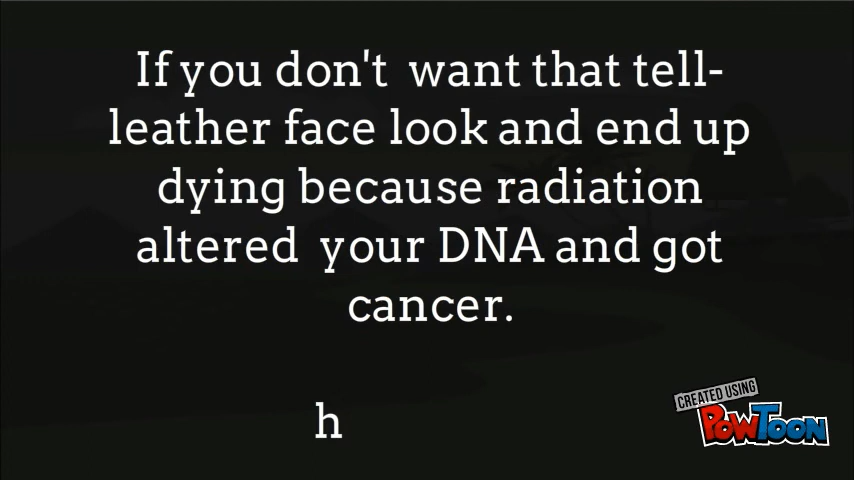 If you don't want that tell-
leather face look and end up
dying because radiation
altered your DNA and got
cancer.
h
CREATED USING
POWTOON